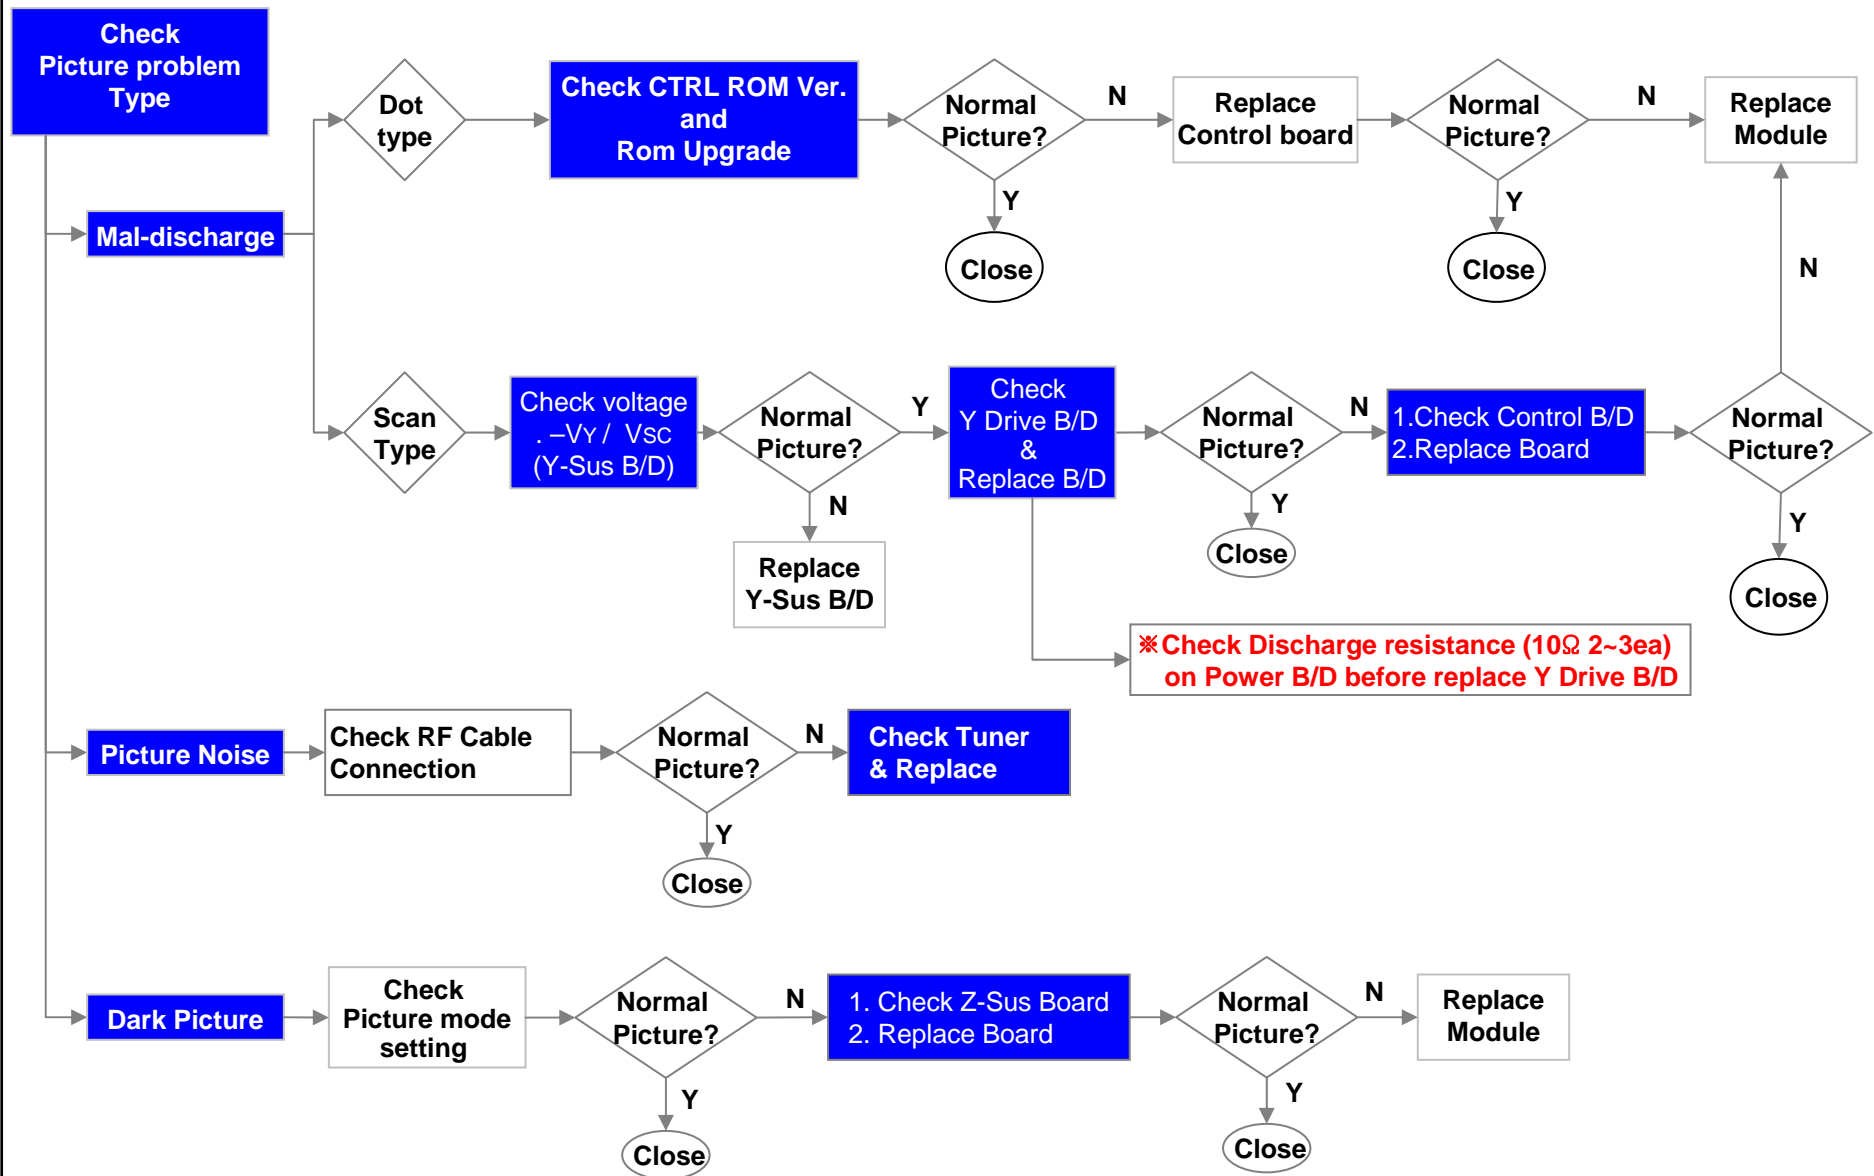 Check
Picture problem
Type
Dot
type
Check CTRL ROM Ver.
and
Rom Upgrade
Normal
Picture?
N
Replace
Control board
Normal
Picture?
N
Replace
Module
Y
Close
Y
Close
N
Mal-discharge
Scan
Type
Check voltage
. –VY / VSC
(Y-Sus B/D)
Normal
Picture?
Y
Check
Y Drive B/D
&
Replace B/D
Normal
Picture?
N
1.Check Control B/D
2.Replace Board
Normal
Picture?
N
Replace
Y-Sus B/D
Y
Close
Y
Close
※Check Discharge resistance (10Ω 2~3ea)
on Power B/D before replace Y Drive B/D
Picture Noise
Check RF Cable
Connection
Normal
Picture?
N
Check Tuner
& Replace
Y
Close
Dark Picture
Check
Picture mode
setting
Normal
Picture?
N
1. Check Z-Sus Board
2. Replace Board
Normal
Picture?
N
Replace
Module
Y
Close
Y
Close